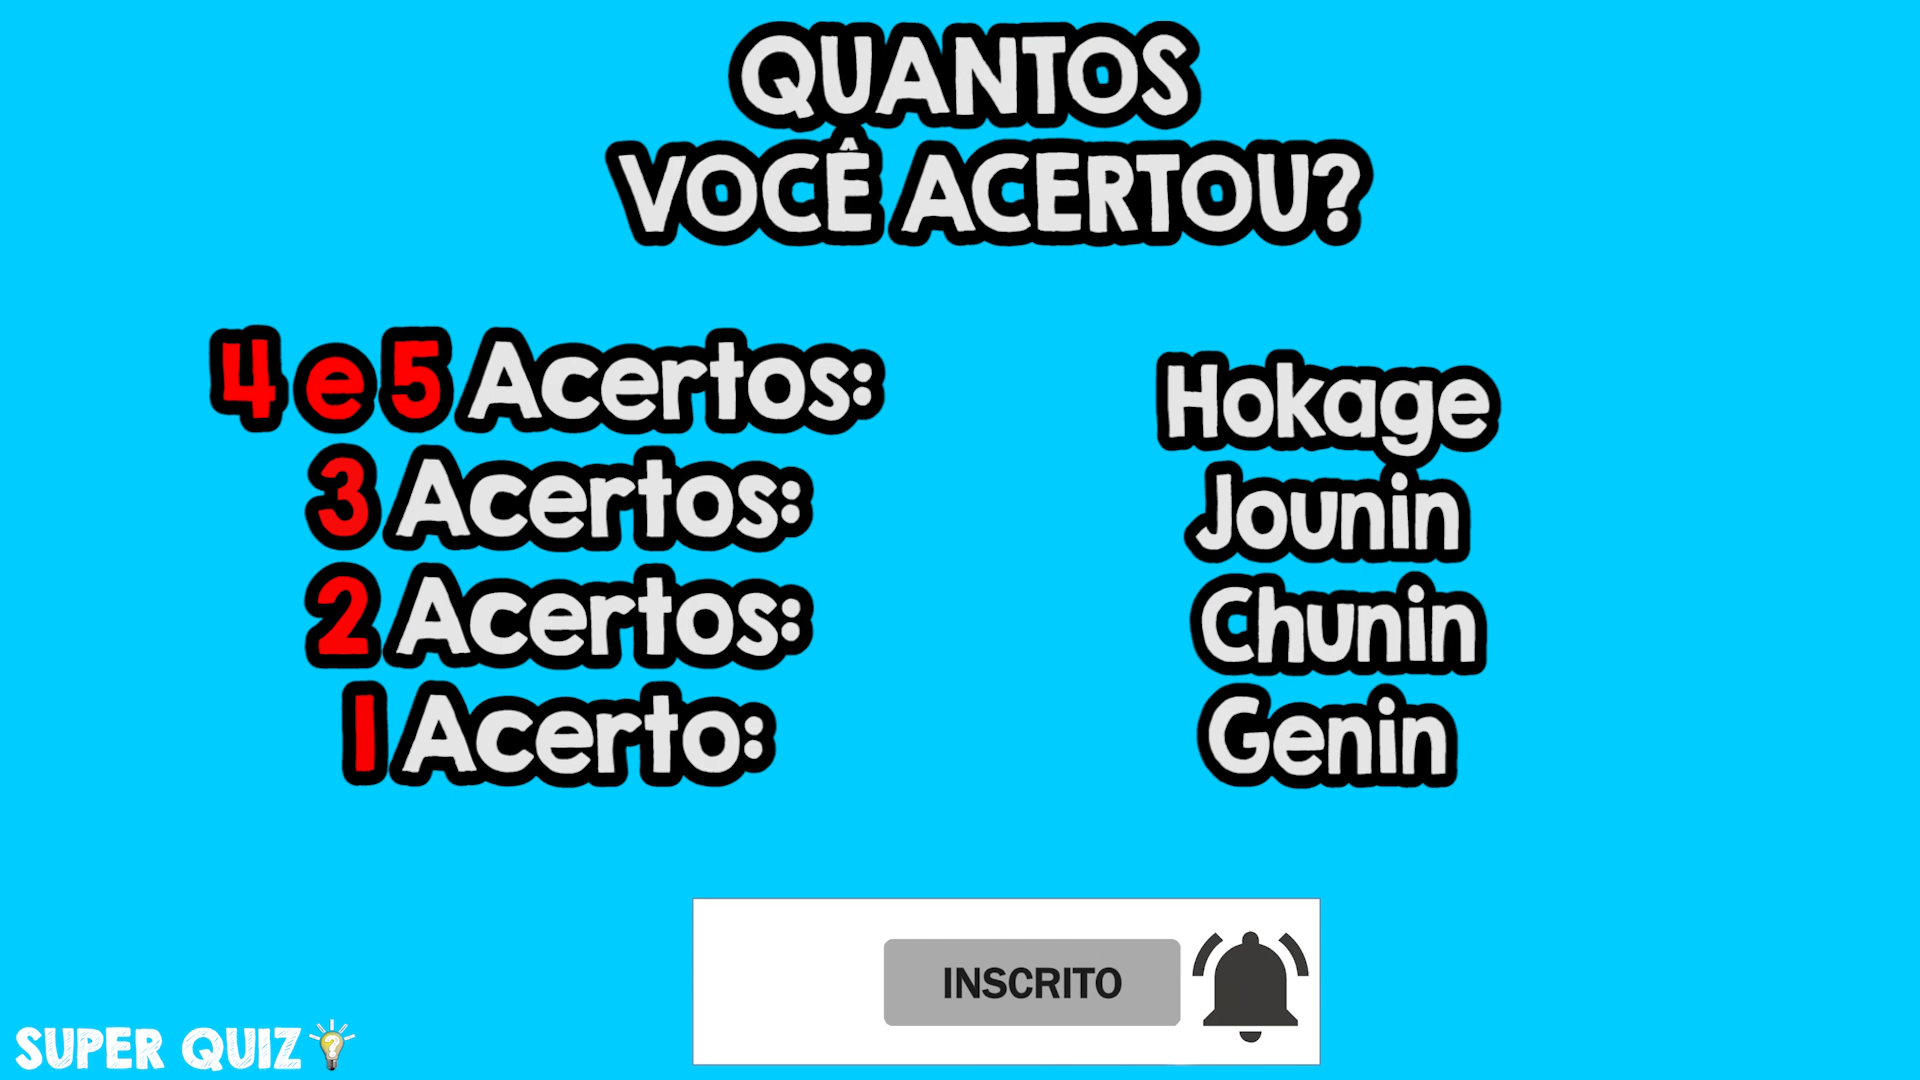 QUANTOS
VOCÊ ACERTOU?
4 e 5 Acertos: Hokage
3 Acertos: Jounin
2 Acertos: Chunin
1 Acerto: Genin
INSCRITO
SUPER QUIZ ?